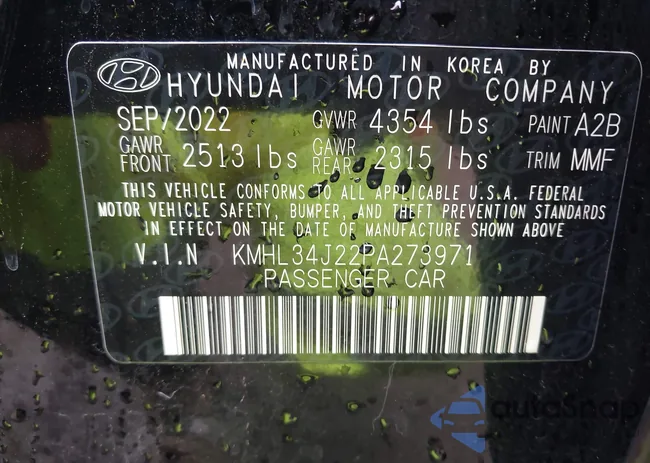 MANUFACTURED IN KOREA BY
HYUNDAI MOTOR COMPANY
SEP/2022 GVWR 4354 lbs PAINT A2B
GAWR FRONT 2513 lbs GAWR REAR 2315 lbs TRIM MMF
THIS VEHICLE CONFORMS TO ALL APPLICABLE U.S.A. FEDERAL
MOTOR VEHICLE SAFETY, BUMPER, AND THEFT PREVENTION STANDARDS
IN EFFECT ON THE DATE OF MANUFACTURE SHOWN ABOVE
V.I.N KMHL34J22PA273971
PASSENGER CAR
autoSnap